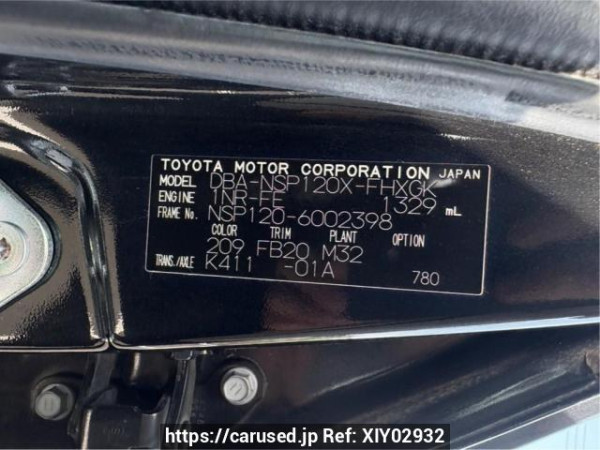 TOYOTA MOTOR CORPORATION JAPAN
MODEL DBA-NSP120X-FHXGK
ENGINE 1NR-FE 1329 mL
FRAME No. NSP120-6002398
COLOR TRIM PLANT OPTION
209 FB20 M32
TRANS./AXLE K411 -01A 780
https://carused.jp Ref: XIY02932